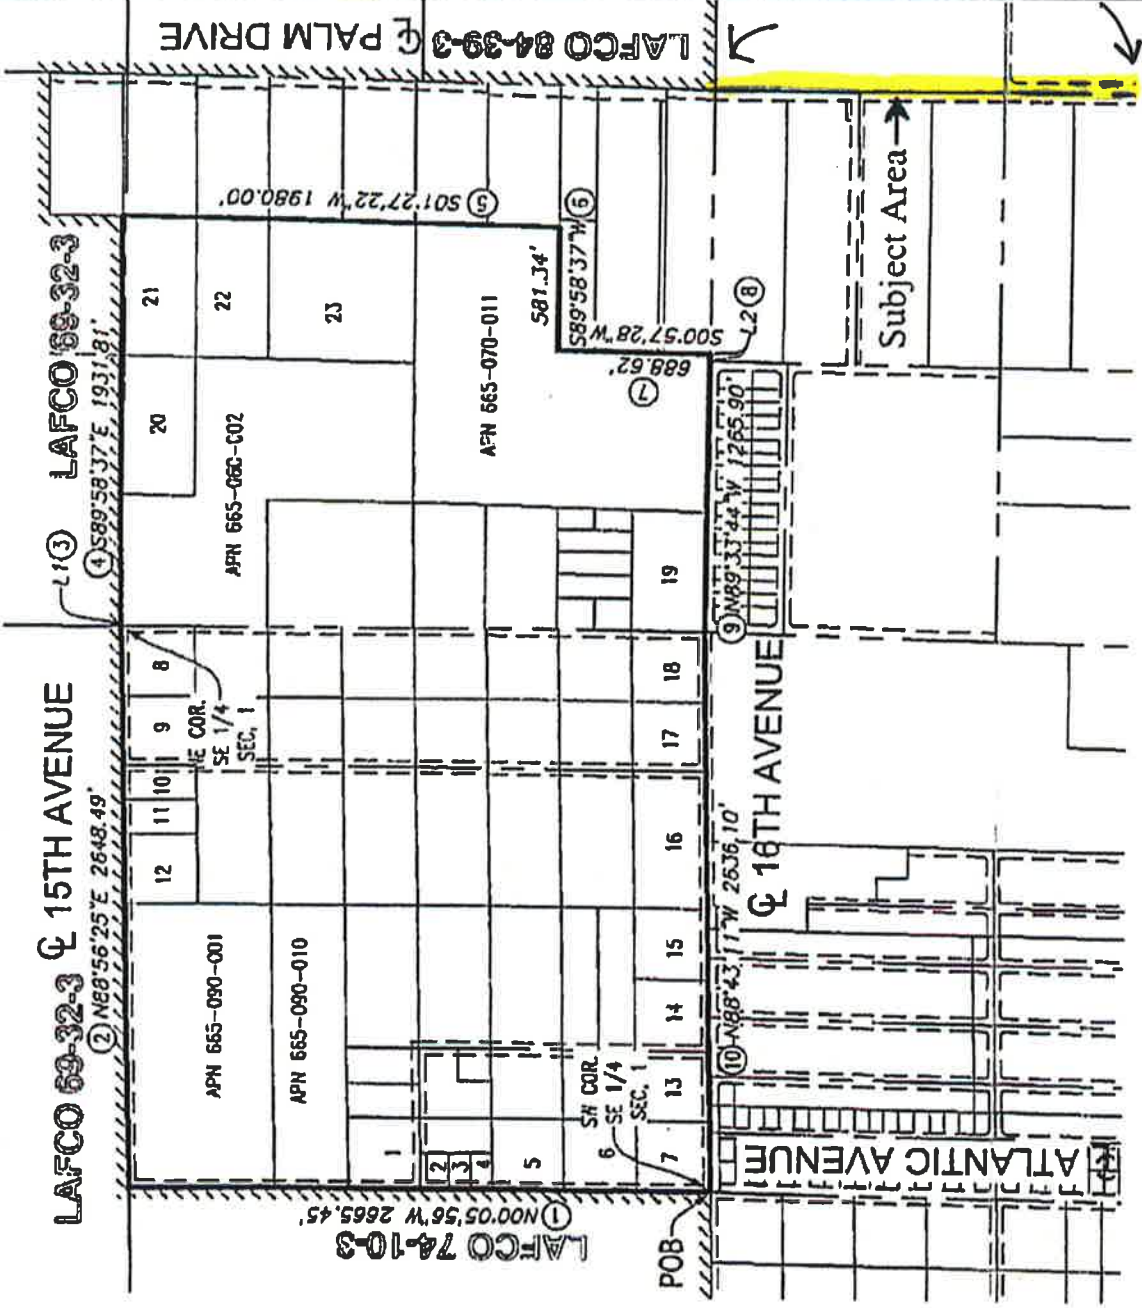 LAFCO 69-32-3
℄ 15TH AVENUE
② N88°56'25"E 2648.49'
L1 ③
LAFCO 69-32-3
④ S89°58'37"E 1931.81'
℄ PALM DRIVE
LAFCO 84-39-3
⑤ S01°27'22"W 1980.00'
581.34'
S89°58'37"W ⑥
S00°57'28"W
688.62'
⑦
L2 ⑧
⑨ N89°33'44"W 1265.90'
℄ 16TH AVENUE
⑩ N88°43'11"W 2636.10'
① N00°05'56"W 2665.45'
LAFCO 74-10-3
POB
ATLANTIC AVENUE
Subject Area
APN 665-090-001
APN 665-090-010
APN 665-060-002
APN 665-070-011
NE COR.
SE 1/4
SEC. 1
SW COR.
SE 1/4
SEC. 1
1
2
3
4
5
6
7
8
9
10
11
12
13
14
15
16
17
18
19
20
21
22
23